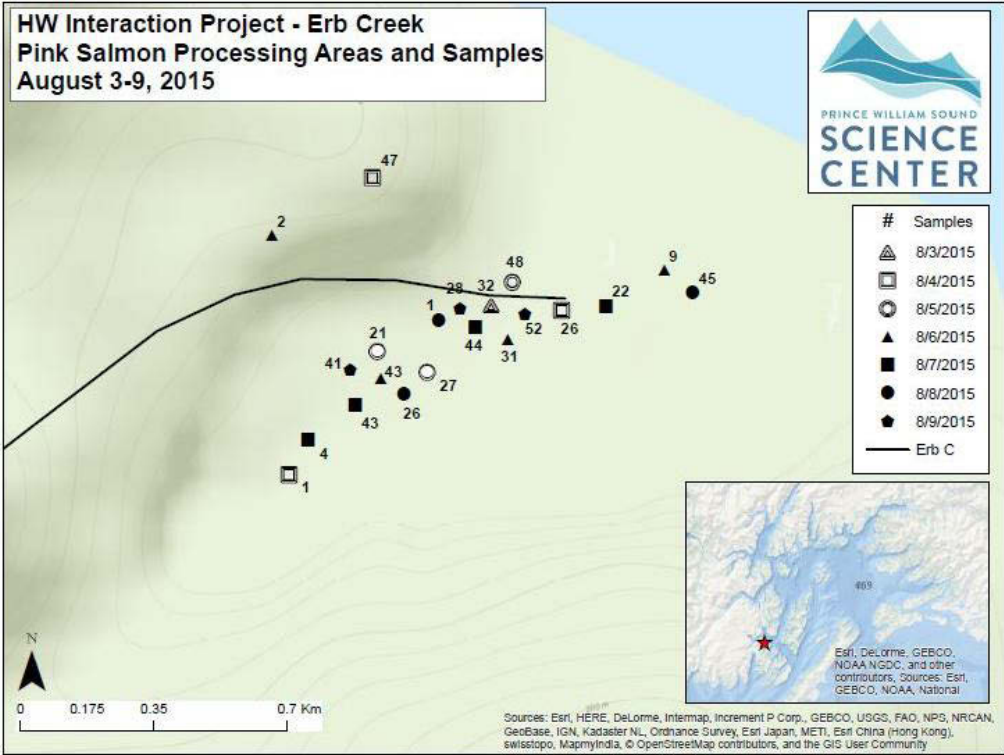 HW Interaction Project - Erb Creek
Pink Salmon Processing Areas and Samples
August 3-9, 2015
PRINCE WILLIAM SOUND
SCIENCE
CENTER
# Samples
8/3/2015
8/4/2015
8/5/2015
8/6/2015
8/7/2015
8/8/2015
8/9/2015
Erb C
47
2
9
48
45
32
28
22
1
52
26
44
31
21
41
43
27
26
43
4
1
N
0 0.175 0.35 0.7 Km
469
Esri, DeLorme, GEBCO,
NOAA NGDC, and other
contributors, Sources: Esri,
GEBCO, NOAA, National
Sources: Esri, HERE, DeLorme, Intermap, increment P Corp., GEBCO, USGS, FAO, NPS, NRCAN,
GeoBase, IGN, Kadaster NL, Ordnance Survey, Esri Japan, METI, Esri China (Hong Kong),
swisstopo, MapmyIndia, © OpenStreetMap contributors, and the GIS User Community